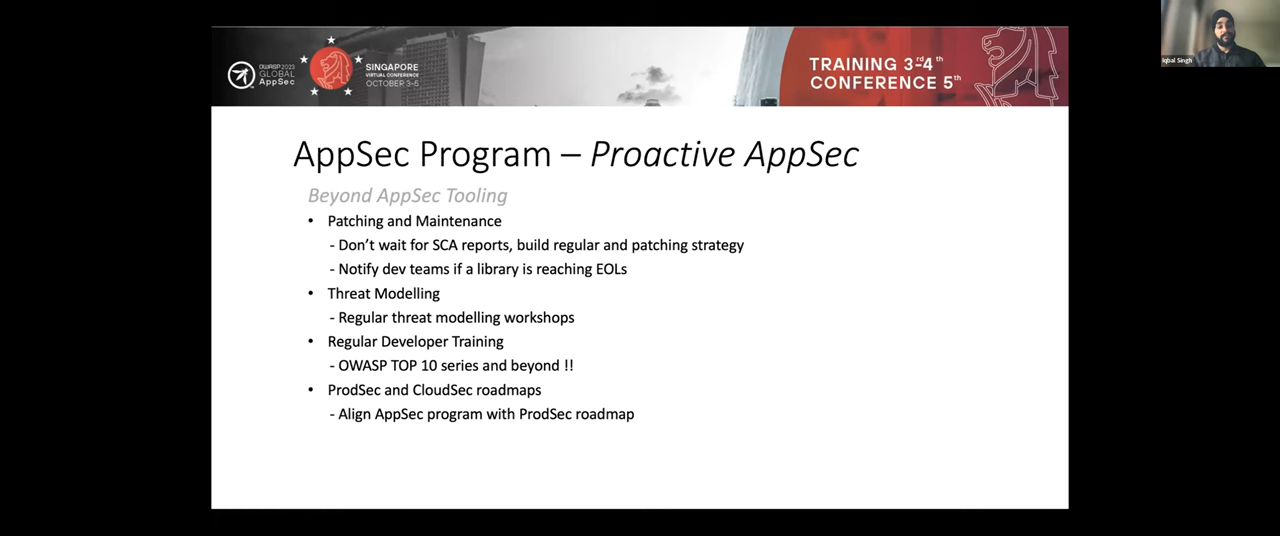 OWASP 2023
GLOBAL
AppSec
SINGAPORE
VIRTUAL CONFERENCE
OCTOBER 3-5
TRAINING 3rd-4th
CONFERENCE 5th
Iqbal Singh
AppSec Program – Proactive AppSec
Beyond AppSec Tooling
• Patching and Maintenance
- Don't wait for SCA reports, build regular and patching strategy
- Notify dev teams if a library is reaching EOLs
• Threat Modelling
- Regular threat modelling workshops
• Regular Developer Training
- OWASP TOP 10 series and beyond !!
• ProdSec and CloudSec roadmaps
- Align AppSec program with ProdSec roadmap